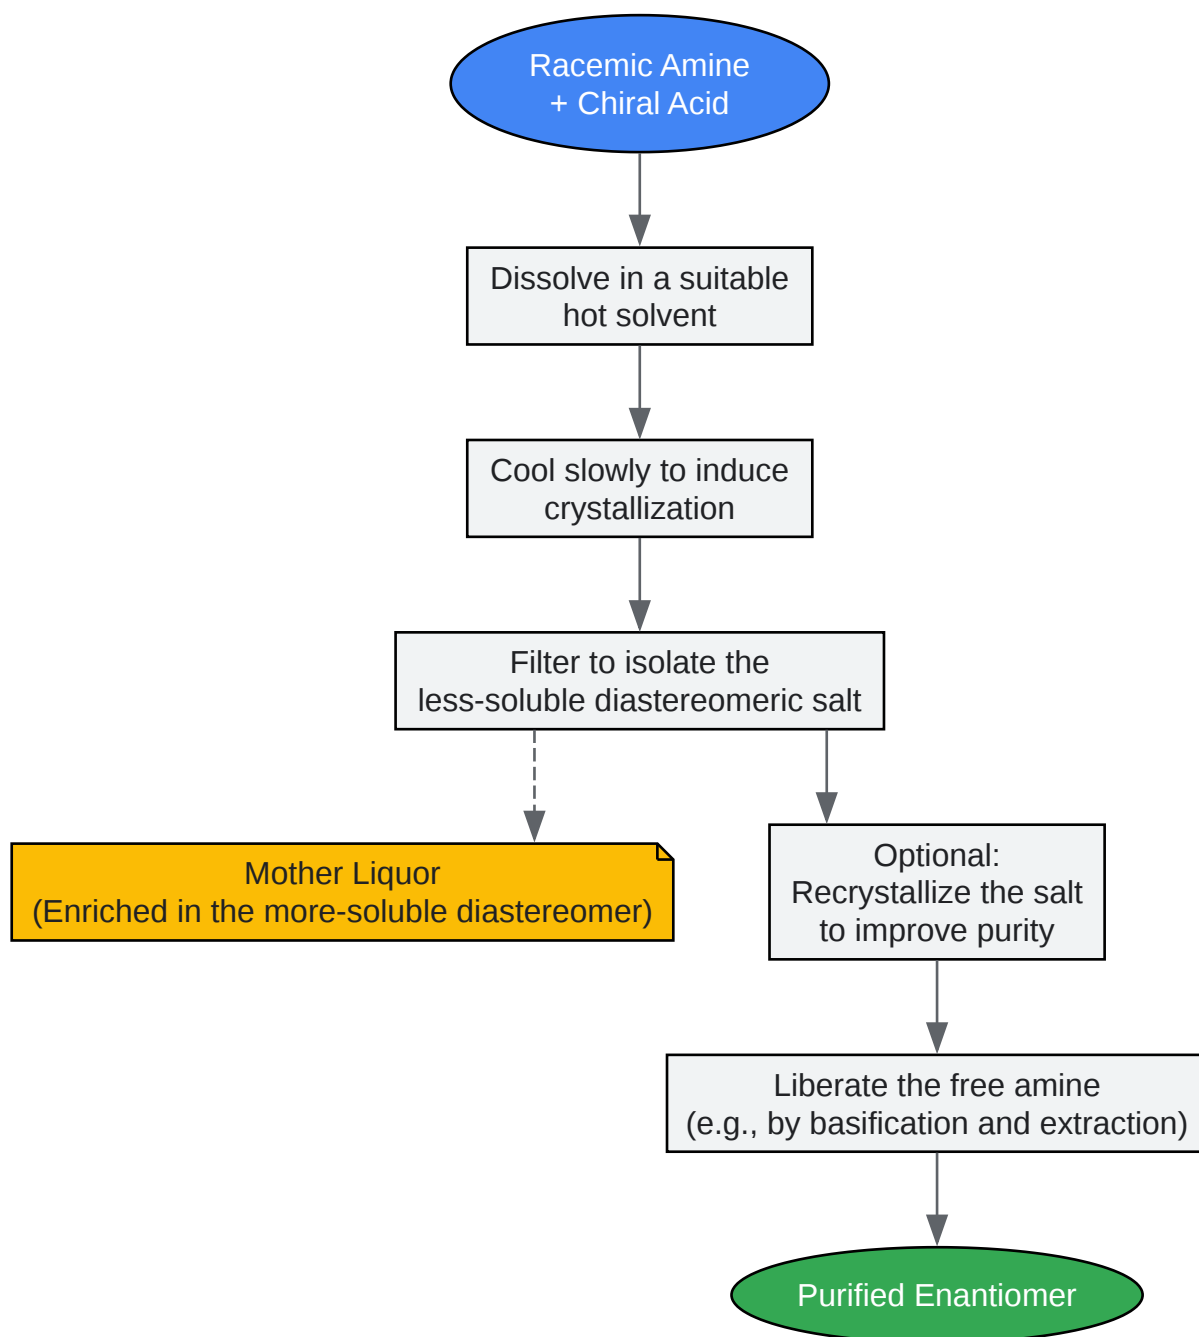 Racemic Amine
+ Chiral Acid
Dissolve in a suitable
hot solvent
Cool slowly to induce
crystallization
Filter to isolate the
less-soluble diastereomeric salt
Mother Liquor
(Enriched in the more-soluble diastereomer)
Optional:
Recrystallize the salt
to improve purity
Liberate the free amine
(e.g., by basification and extraction)
Purified Enantiomer